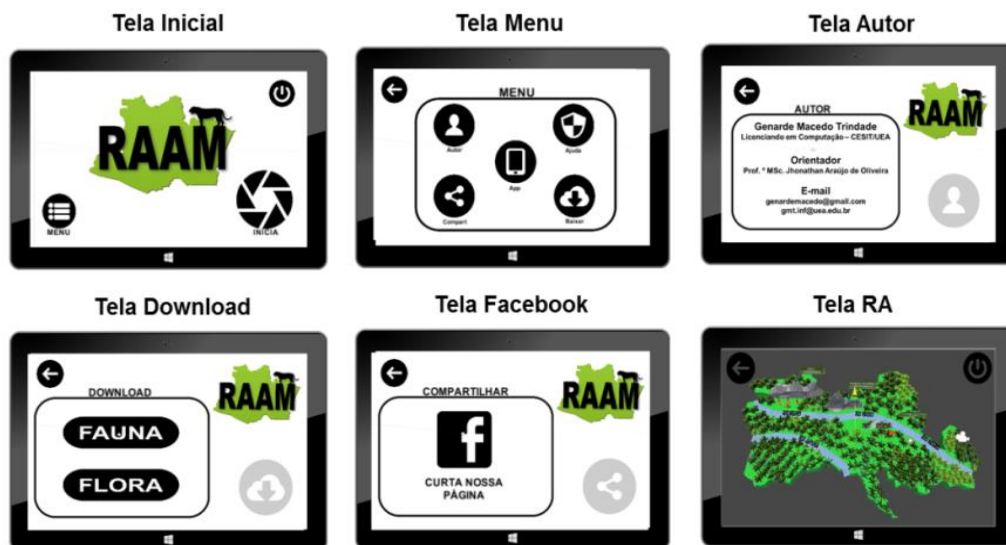 Tela Inicial
RAAM
MENU
INICIA
Tela Menu
MENU
Autor
Ajuda
App
Compart
Baixar
Tela Autor
AUTOR
RAAM
Genarde Macedo Trindade
Licenciando em Computação – CESIT/UEA
Orientador
Prof. º MSc. Jhonathan Araújo de Oliveira
E-mail
genardemacedo@gmail.com
gmt.inf@uea.edu.br
Tela Download
DOWNLOAD
RAAM
FAUNA
FLORA
Tela Facebook
COMPARTILHAR
RAAM
f
CURTA NOSSA
PÁGINA
Tela RA